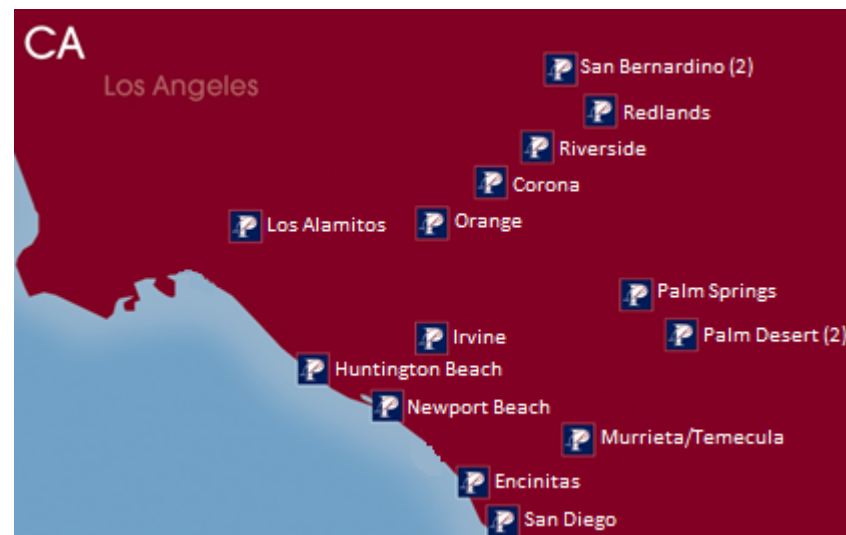 CA
Los Angeles
San Bernardino (2)
Redlands
Riverside
Corona
Los Alamitos
Orange
Palm Springs
Palm Desert (2)
Irvine
Huntington Beach
Newport Beach
Murrieta/Temecula
Encinitas
San Diego